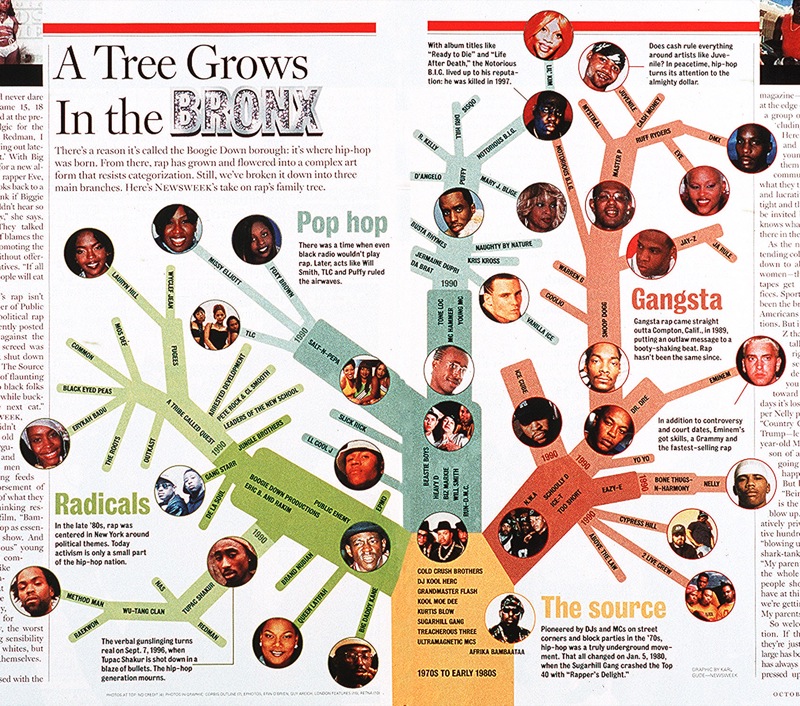 A Tree Grows
In the BRONX
There's a reason it's called the Boogie Down borough: it's where hip-hop
was born. From there, rap has grown and flowered into a complex art
form that resists categorization. Still, we've broken it down into three
main branches. Here's NEWSWEEK's take on rap's family tree.
With album titles like
"Ready to Die" and "Life
After Death," the Notorious
B.I.G. lived up to his reputa-
tion: he was killed in 1997.
Does cash rule everything
around artists like Juve-
nile? In peacetime, hip-hop
turns its attention to the
almighty dollar.
Pop hop
There was a time when even
black radio wouldn't play
rap. Later, acts like Will
Smith, TLC and Puffy ruled
the airwaves.
LAURYN HILL
WYCLEF JEAN
MISSY ELLIOTT
FOXY BROWN
TLC
1990
SALT-N-PEPA
FUGEES
MOS DEF
COMMON
BLACK EYED PEAS
ERYKAH BADU
THE ROOTS
OUTKAST
A TRIBE CALLED QUEST
1990
ARRESTED DEVELOPMENT
PETE ROCK & CL SMOOTH
LEADERS OF THE NEW SCHOOL
JUNGLE BROTHERS
GANG STARR
DE LA SOUL
BOOGIE DOWN PRODUCTIONS
ERIC B. AND RAKIM
PUBLIC ENEMY
EPMD
SLICK RICK
LL COOL J
1990
BRAND NUBIAN
QUEEN LATIFAH
BIG DADDY KANE
TUPAC SHAKUR
NAS
WU-TANG CLAN
METHOD MAN
RAEKWON
REDMAN
Radicals
In the late '80s, rap was
centered in New York around
political themes. Today
activism is only a small part
of the hip-hop nation.
The verbal gunslinging turns
real on Sept. 7, 1996, when
Tupac Shakur is shot down in a
blaze of bullets. The hip-hop
generation mourns.
LIL' KIM
SISQO
DRU HILL
R. KELLY
D'ANGELO
PUFFY
NOTORIOUS B.I.G.
MARY J. BLIGE
BUSTA RHYMES
NAUGHTY BY NATURE
JERMAINE DUPRI
KRIS KROSS
DA BRAT
1990
TONE LOC
MC HAMMER
YOUNG MC
VANILLA ICE
BEASTIE BOYS
HEAVY D
BIZ MARKIE
WILL SMITH
RUN-D.M.C.
NOTORIOUS B.I.G.
MYSTIKAL
JUVENILE
CASH MONEY
MASTER P
RUFF RYDERS
DMX
EVE
JAY-Z
JA RULE
WARREN G
COOLIO
SNOOP DOGG
Gangsta
Gangsta rap came straight
outta Compton, Calif., in 1989,
putting an outlaw message to a
booty-shaking beat. Rap
hasn't been the same since.
ICE CUBE
1990
1990
DR. DRE
EMINEM
In addition to controversy
and court dates, Eminem's
got skills, a Grammy and
the fastest-selling rap
YO YO
N.W.A
SCHOOLLY D
ICE T
TOO SHORT
EAZY-E
1990
BONE THUGS-
N-HARMONY
NELLY
1990
CYPRESS HILL
ABOVE THE LAW
2 LIVE CREW
COLD CRUSH BROTHERS
DJ KOOL HERC
GRANDMASTER FLASH
KOOL MOE DEE
KURTIS BLOW
SUGARHILL GANG
TREACHEROUS THREE
ULTRAMAGNETIC MCS
AFRIKA BAMBAATAA
1970S TO EARLY 1980S
The source
Pioneered by DJs and MCs on street
corners and block parties in the '70s,
hip-hop was a truly underground move-
ment. That all changed on Jan. 5, 1980,
when the Sugarhill Gang crashed the Top
40 with "Rapper's Delight."
GRAPHIC BY KARL
GUDE—NEWSWEEK
OCTOB